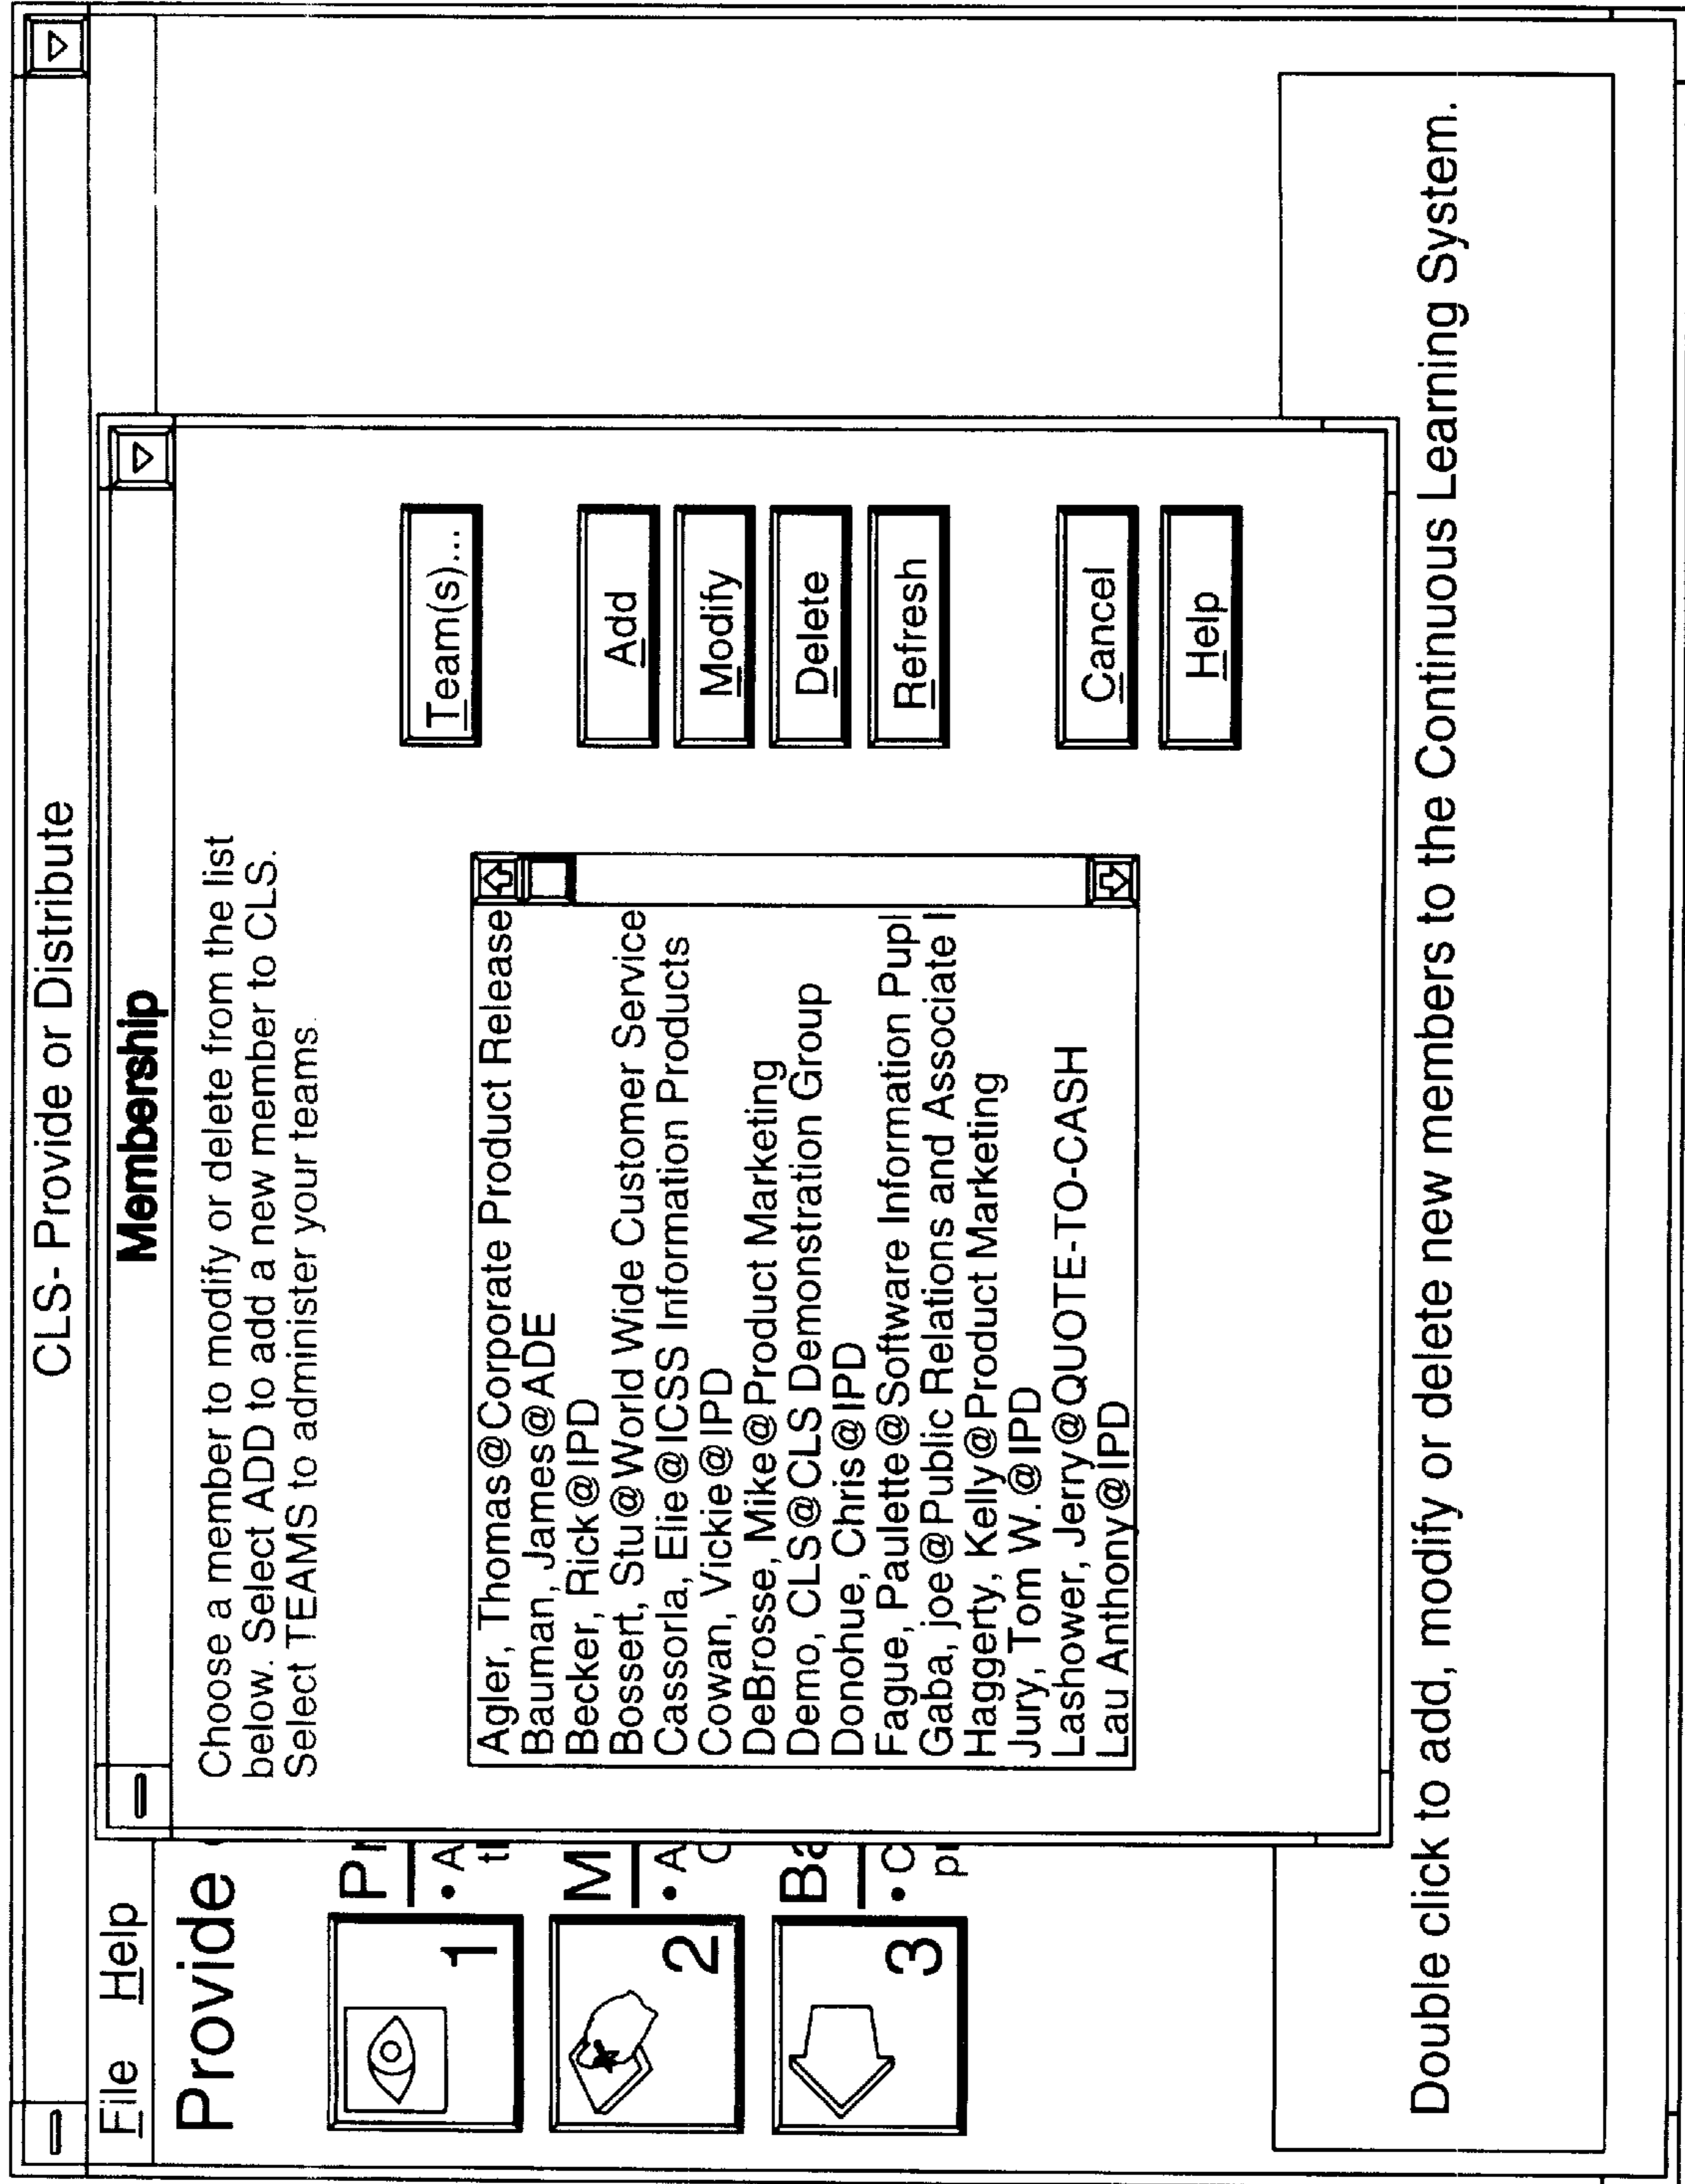 CLS- Provide or Distribute
File Help
Provide
1
Pr
• A
2
M
• A
3
Ba
• C
Membership
Choose a member to modify or delete from the list
below. Select ADD to add a new member to CLS.
Select TEAMS to administer your teams.
Agler, Thomas@Corporate Product Release
Bauman, James@ADE
Becker, Rick@IPD
Bossert, Stu@World Wide Customer Service
Cassorla, Elie@ICSS Information Products
Cowan, Vickie@IPD
DeBrosse, Mike@Product Marketing
Demo, CLS@CLS Demonstration Group
Donohue, Chris@IPD
Fague, Paulette@Software Information Pupl
Gaba, joe@Public Relations and Associate I
Haggerty, Kelly@Product Marketing
Jury, Tom W.@IPD
Lashower, Jerry@QUOTE-TO-CASH
Lau Anthony@IPD
Team(s)...
Add
Modify
Delete
Refresh
Cancel
Help
Double click to add, modify or delete new members to the Continuous Learning System.